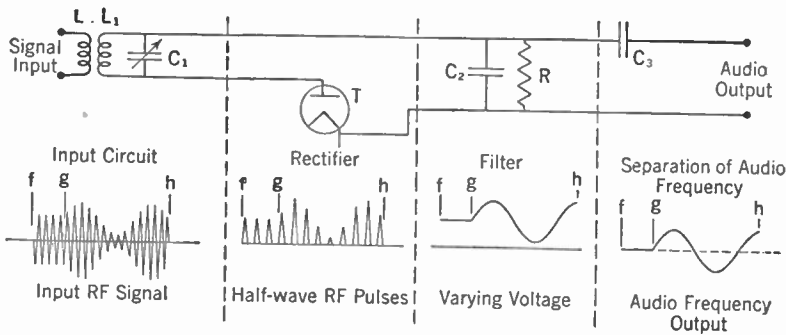 L . L₁
Signal
Input
C₁
T
C₂
R
C₃
Audio
Output
Input Circuit
Rectifier
Filter
Separation of Audio
Frequency
f g h
f g h
f g h
f g h
Input RF Signal
Half-wave RF Pulses
Varying Voltage
Audio Frequency
Output